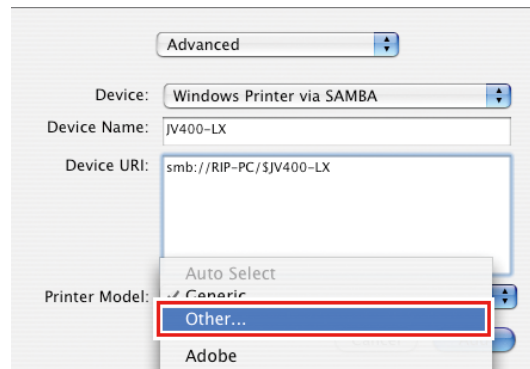 Advanced
Device: Windows Printer via SAMBA
Device Name: JV400-LX
Device URI: smb://RIP-PC/$JV400-LX
Auto Select
Printer Model: ✓ Generic
Other...
Adobe